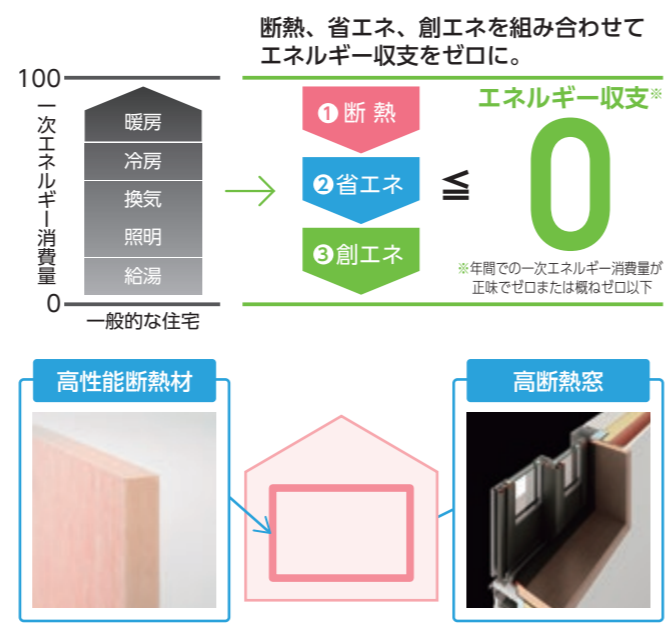 断熱、省エネ、創エネを組み合わせて
エネルギー収支をゼロに。
100
一次エネルギー消費量
0
暖房
冷房
換気
照明
給湯
一般的な住宅
❶断 熱
❷省エネ
❸創エネ
≦
エネルギー収支※
0
※年間での一次エネルギー消費量が
正味でゼロまたは概ねゼロ以下
高性能断熱材
高断熱窓